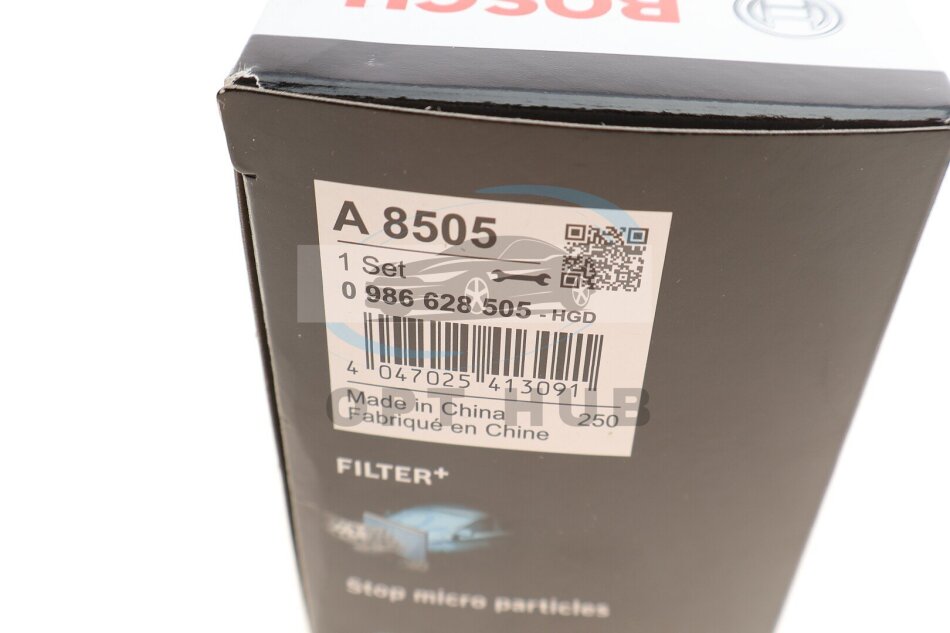 BOSCH
A 8505
1 Set
0 986 628 505 - HGD
4 047025 413091
Made in China 250
Fabriqué en Chine
CPT HUB
FILTER+
Stop micro particles